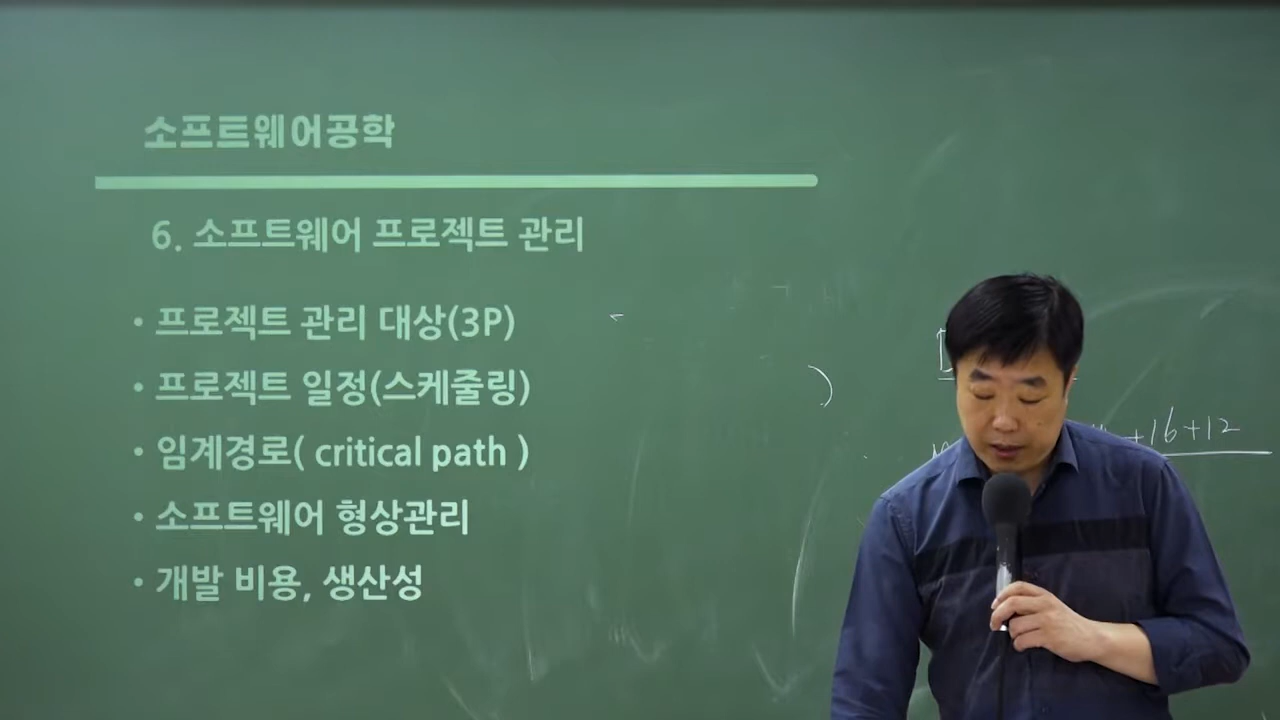 소프트웨어공학
6. 소프트웨어 프로젝트 관리
• 프로젝트 관리 대상(3P)
• 프로젝트 일정(스케줄링)
• 임계경로( critical path )
• 소프트웨어 형상관리
• 개발 비용, 생산성
+16+12